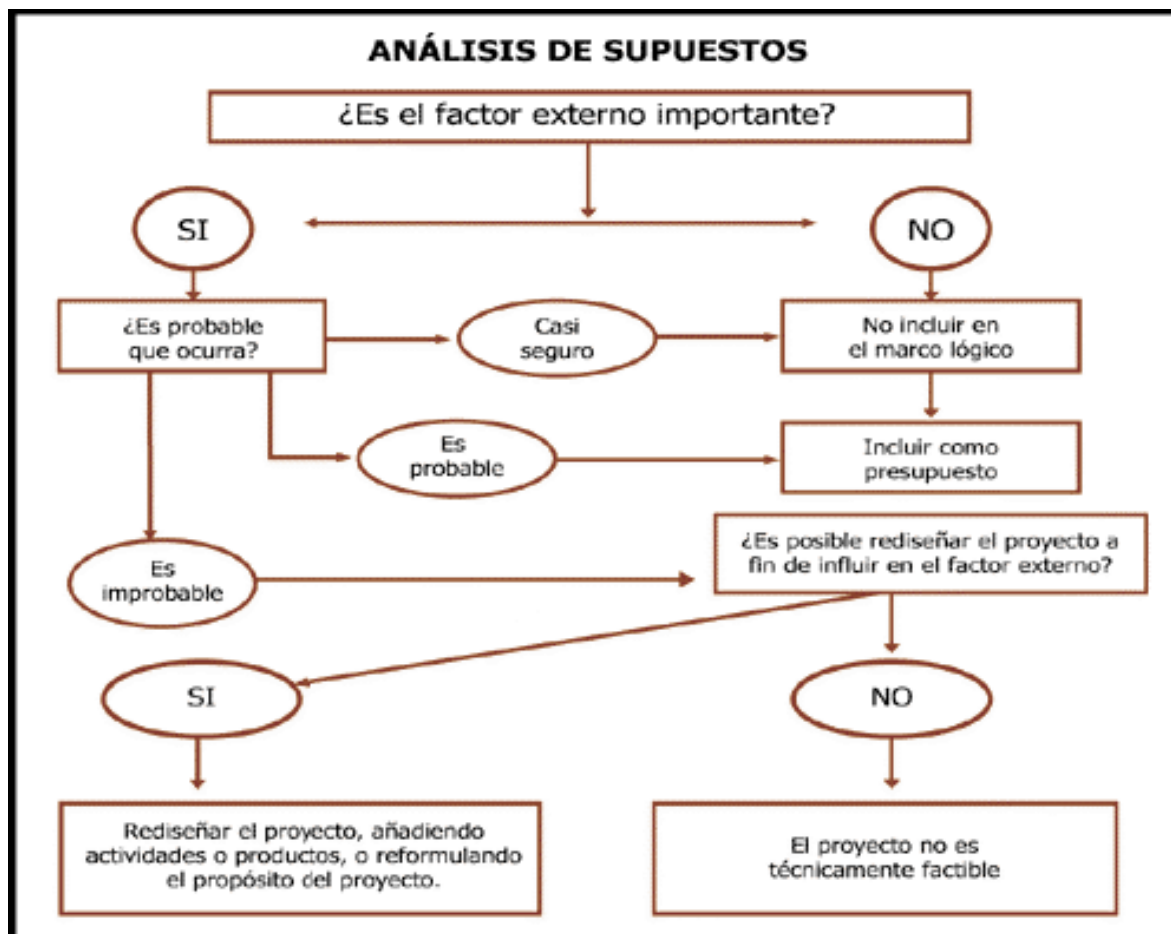 ANÁLISIS DE SUPUESTOS
¿Es el factor externo importante?
SI
NO
¿Es probable
que ocurra?
Casi
seguro
No incluir en
el marco lógico
Es
probable
Incluir como
presupuesto
¿Es posible rediseñar el proyecto a
fin de influir en el factor externo?
Es
improbable
SI
NO
Rediseñar el proyecto, añadiendo
actividades o productos, o reformulando
el propósito del proyecto.
El proyecto no es
técnicamente factible